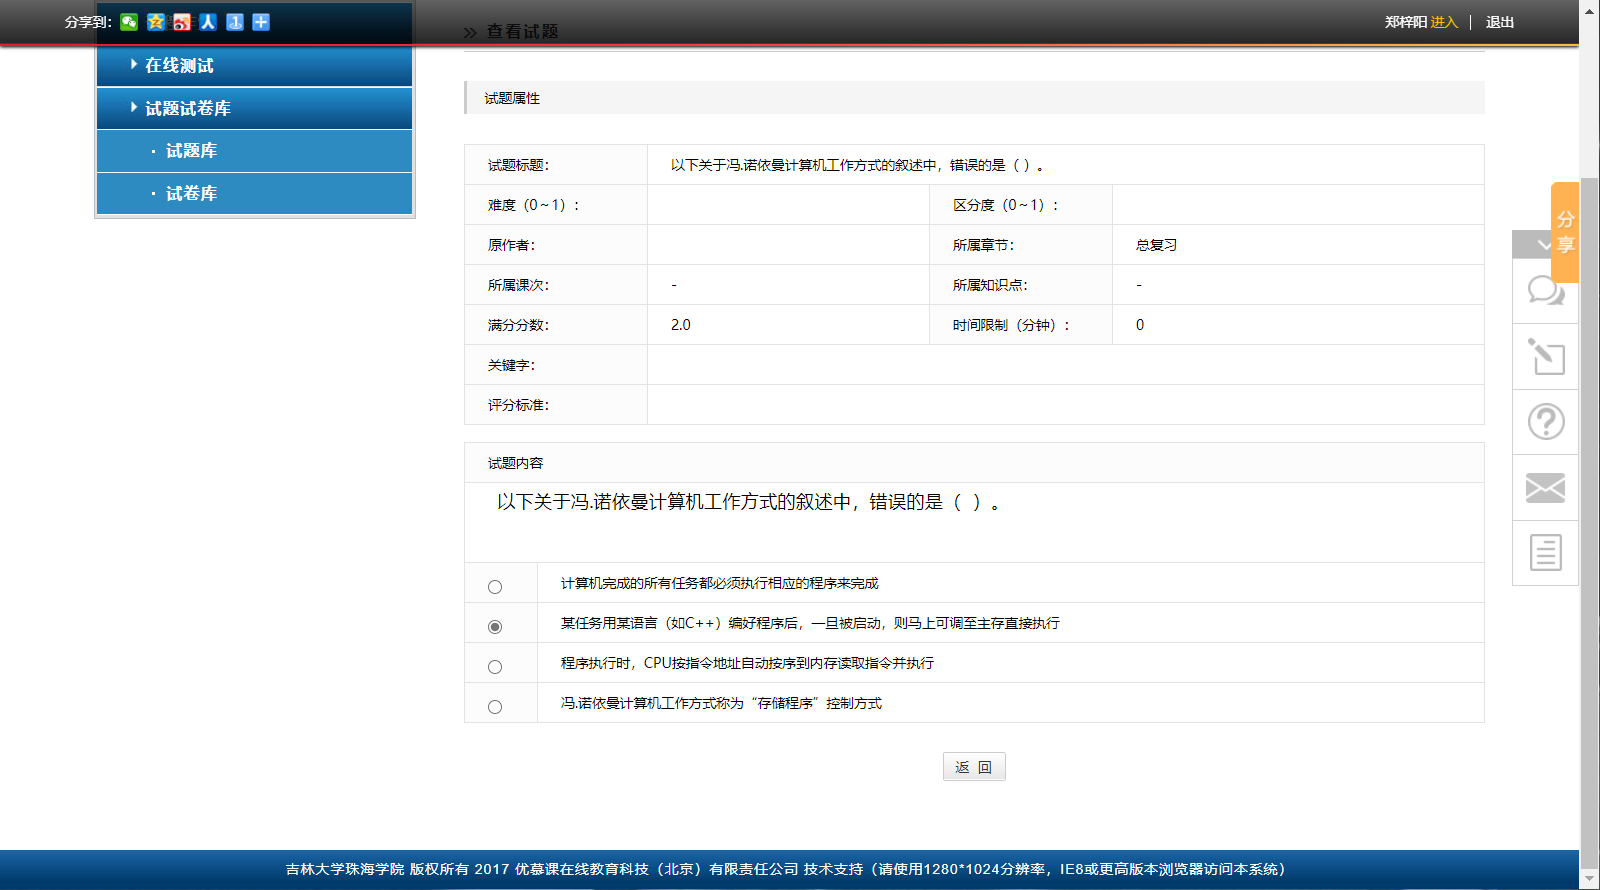 分享到:
郑梓阳 进入 | 退出
在线测试
试题试卷库
· 试题库
· 试卷库
» 查看试题
试题属性
试题标题: 以下关于冯.诺依曼计算机工作方式的叙述中，错误的是（ ）。
难度（0～1）: 区分度（0～1）:
原作者: 所属章节: 总复习
所属课次: - 所属知识点: -
满分分数: 2.0 时间限制（分钟）: 0
关键字:
评分标准:
试题内容
以下关于冯.诺依曼计算机工作方式的叙述中，错误的是（ ）。
计算机完成的所有任务都必须执行相应的程序来完成
某任务用某语言（如C++）编好程序后，一旦被启动，则马上可调至主存直接执行
程序执行时，CPU按指令地址自动按序到内存读取指令并执行
冯.诺依曼计算机工作方式称为“存储程序”控制方式
返 回
分享
吉林大学珠海学院 版权所有 2017 优慕课在线教育科技（北京）有限责任公司 技术支持（请使用1280*1024分辨率，IE8或更高版本浏览器访问本系统）